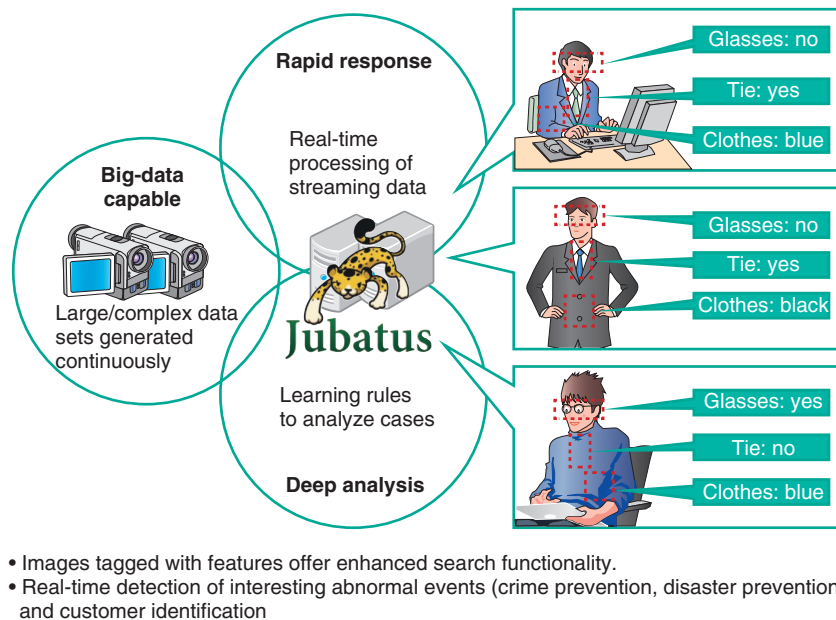 Rapid response
Real-time
processing of
streaming data
Big-data
capable
Large/complex data
sets generated
continuously
Jubatus
Learning rules
to analyze cases
Deep analysis
Glasses: no
Tie: yes
Clothes: blue
Glasses: no
Tie: yes
Clothes: black
Glasses: yes
Tie: no
Clothes: blue
• Images tagged with features offer enhanced search functionality.
• Real-time detection of interesting abnormal events (crime prevention, disaster prevention
and customer identification